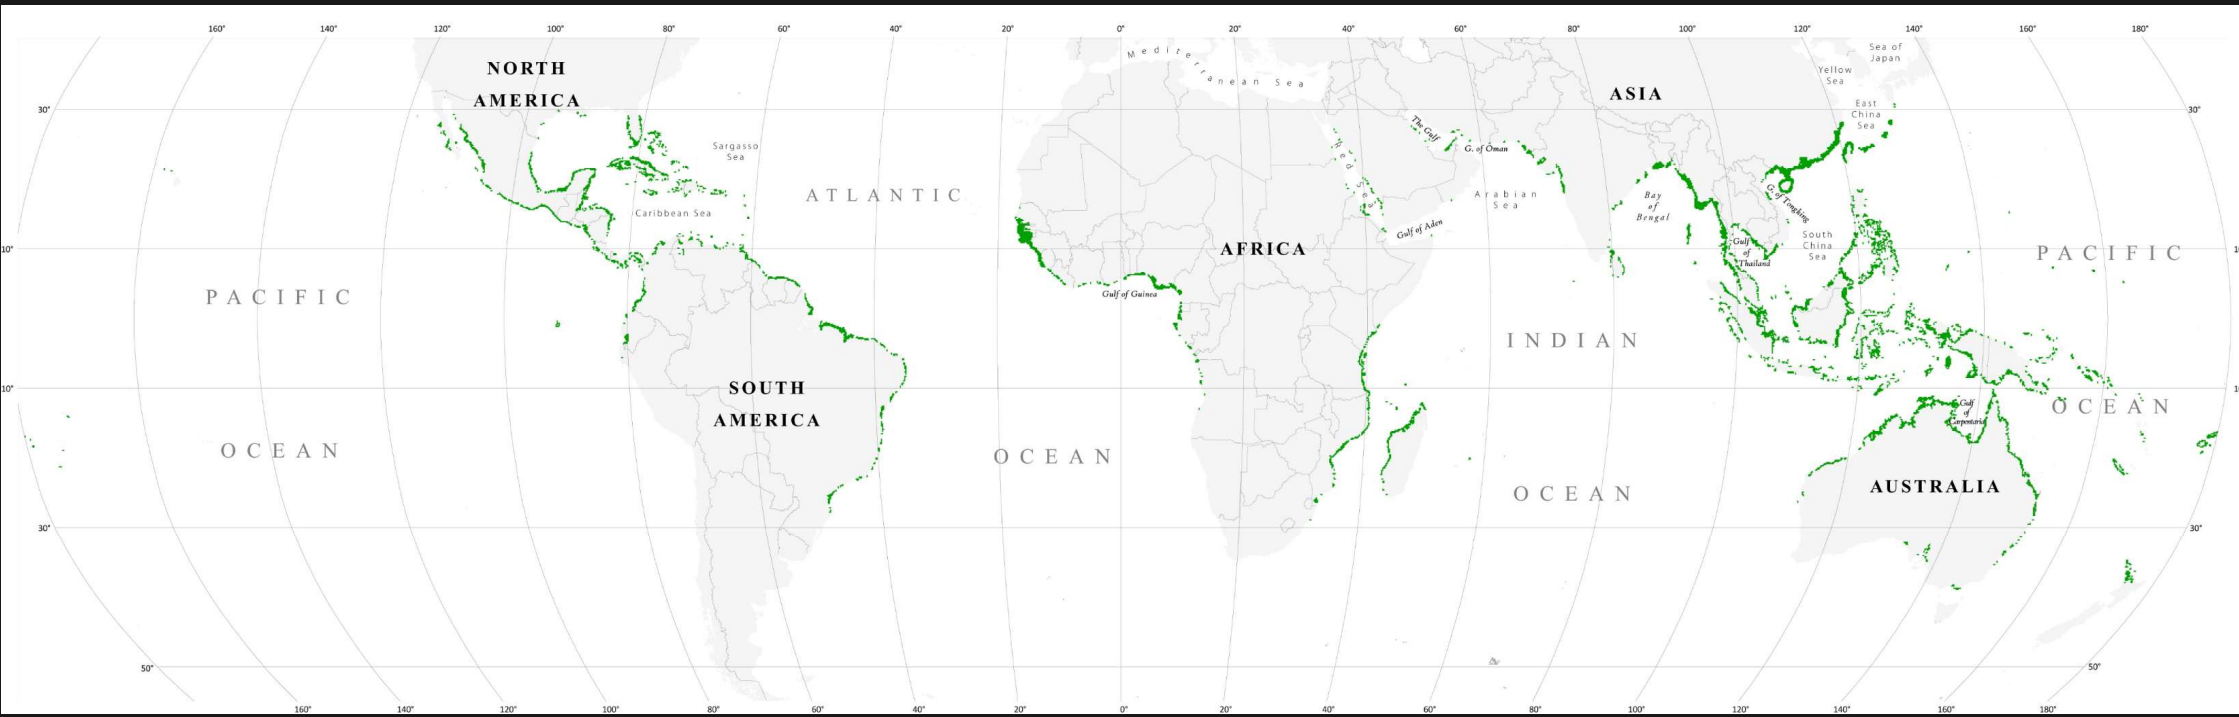 160° 140° 120° 100° 80° 60° 40° 20° 0° 20° 40° 60° 80° 100° 120° 140° 160° 180°
Mediterranean Sea
Sea of
Japan
NORTH
AMERICA
Yellow
Sea
ASIA
30°
30°
East
China
Sea
The Gulf
G. of Oman
Sargasso
Sea
Red Sea
ATLANTIC
Arabian
Sea
Bay
of
Bengal
G. of Tongking
Caribbean Sea
Gulf of Aden
South
China
Sea
10°
AFRICA
Gulf
of
Thailand
PACIFIC
PACIFIC
Gulf of Guinea
INDIAN
10°
SOUTH
AMERICA
Gulf
of
Carpentaria
OCEAN
OCEAN
OCEAN
OCEAN
AUSTRALIA
30°
30°
50°
50°
160° 140° 120° 100° 80° 60° 40° 20° 0° 20° 40° 60° 80° 100° 120° 140° 160° 180°